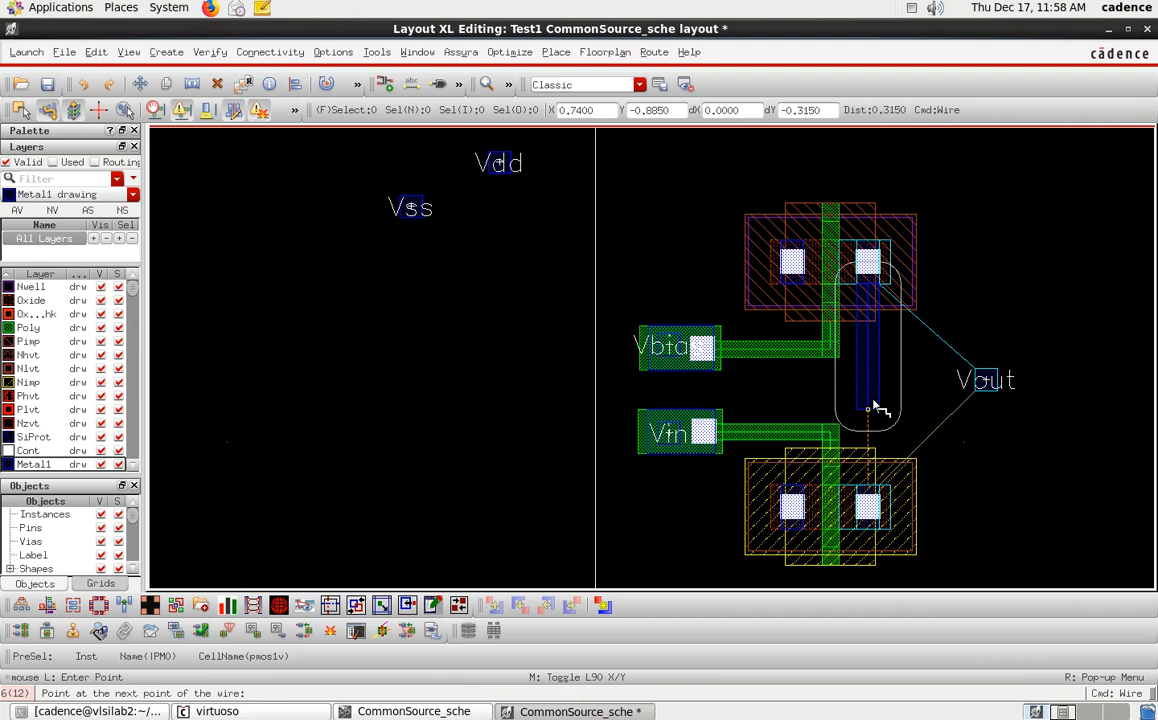 Applications Places System Thu Dec 17, 11:58 AM cadence
Layout XL Editing: Test1 CommonSource_sche layout *
Launch File Edit View Create Verify Connectivity Options Tools Window Assura Optimize Place Floorplan Route Help cādence
» » » Classic
» (F)Select:0 Sel(N):0 Sel(I):0 Sel(O):0 X 0.7400 Y -0.8850 dX 0.0000 dY -0.3150 Dist:0.3150 Cmd:Wire
Palette
Layers
Valid Used Routing
Filter
Metal1 drawing
AV NV AS NS
Name Vis Sel
All Layers + - + -
Layer ... V S
Nwell drw
Oxide drw
Ox...hk drw
Poly drw
Pimp drw
Nhvt drw
Nlvt drw
Nimp drw
Phvt drw
Plvt drw
Nzvt drw
SiProt drw
Cont drw
Metal1 drw
Objects
Objects V S
Instances
Pins
Vias
Label
Shapes
Objects Grids
Vdd
Vss
Vbia
Vout
Vin
PreSel: Inst Name(!PM0) CellName(pmos1v)
mouse L: Enter Point M: Toggle L90 X/Y R: Pop-up Menu
6(12) Point at the next point of the wire: Cmd: Wire
[cadence@vlsilab2:~/... virtuoso CommonSource_sche CommonSource_sche *